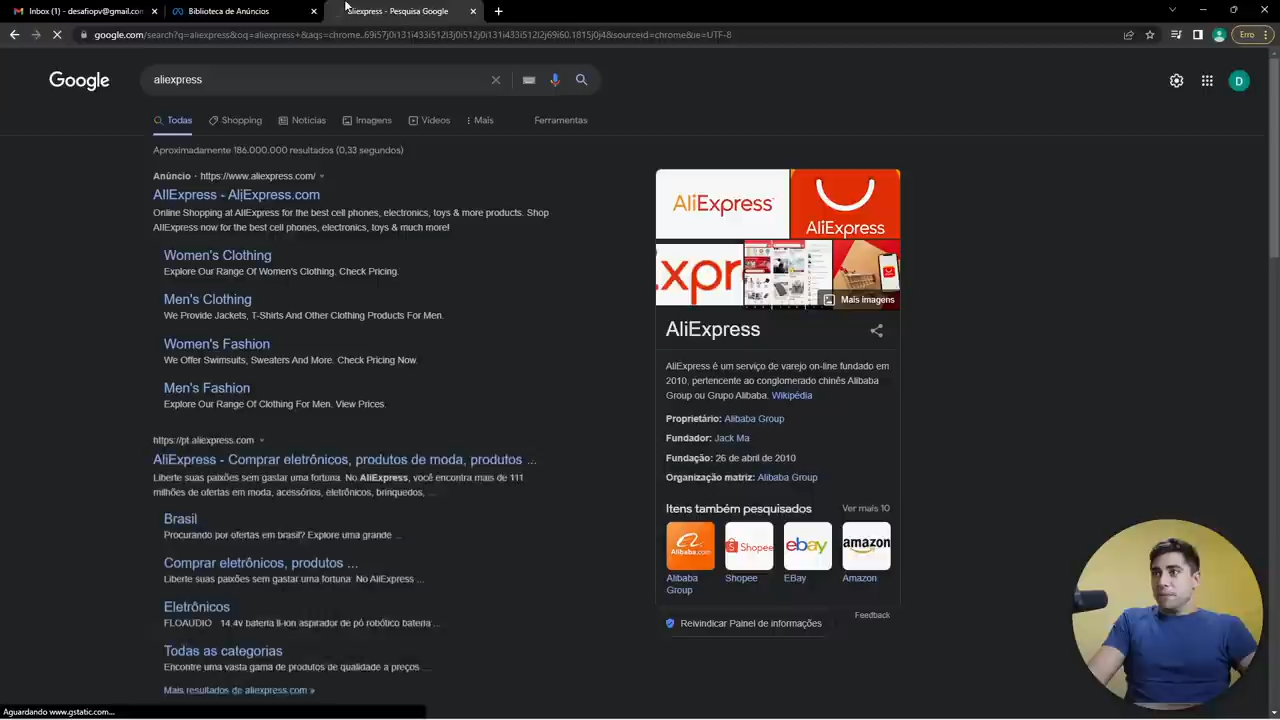 Inbox (1) - desafiopv@gmail.com
Biblioteca de Anúncios
aliexpress - Pesquisa Google
google.com/search?q=aliexpress&oq=aliexpress+&aqs=chrome..69i57j0i131i433i512l3j0i512j0i131i433i512j0i512l2j69i60.1815j0j4&sourceid=chrome&ie=UTF-8
Erro
Google
aliexpress
D
Todas
Shopping
Notícias
Imagens
Vídeos
Mais
Ferramentas
Aproximadamente 186.000.000 resultados (0,33 segundos)
Anúncio · https://www.aliexpress.com/
AliExpress - AliExpress.com
Online Shopping at AliExpress for the best cell phones, electronics, toys & more products. Shop
AliExpress now for the best cell phones, electronics, toys & much more!
Women's Clothing
Explore Our Range Of Women's Clothing. Check Pricing.
Men's Clothing
We Provide Jackets, T-Shirts And Other Clothing Products For Men.
Women's Fashion
We Offer Swimsuits, Sweaters And More. Check Pricing Now.
Men's Fashion
Explore Our Range Of Clothing For Men. View Prices.
https://pt.aliexpress.com
AliExpress - Comprar eletrônicos, produtos de moda, produtos ...
Liberte suas paixões sem gastar uma fortuna. No AliExpress, você encontra mais de 111
milhões de ofertas em moda, acessórios, eletrônicos, brinquedos, ...
Brasil
Procurando por ofertas em brasil? Explore uma grande ...
Comprar eletrônicos, produtos ...
Liberte suas paixões sem gastar uma fortuna: No AliExpress ...
Eletrônicos
FLOAUDIO 14.4v bateria li-ion aspirador de pó robótico bateria ...
Todas as categorias
Encontre uma vasta gama de produtos de qualidade a preços ...
Mais resultados de aliexpress.com »
AliExpress
AliExpress
xpr
Mais imagens
AliExpress
AliExpress é um serviço de varejo on-line fundado em
2010, pertencente ao conglomerado chinês Alibaba
Group ou Grupo Alibaba. Wikipédia
Proprietário: Alibaba Group
Fundador: Jack Ma
Fundação: 26 de abril de 2010
Organização matriz: Alibaba Group
Itens também pesquisados
Ver mais 10
Alibaba.com
Shopee
ebay
amazon
Alibaba
Group
Shopee
EBay
Amazon
Feedback
Reivindicar Painel de informações
Aguardando www.gstatic.com...